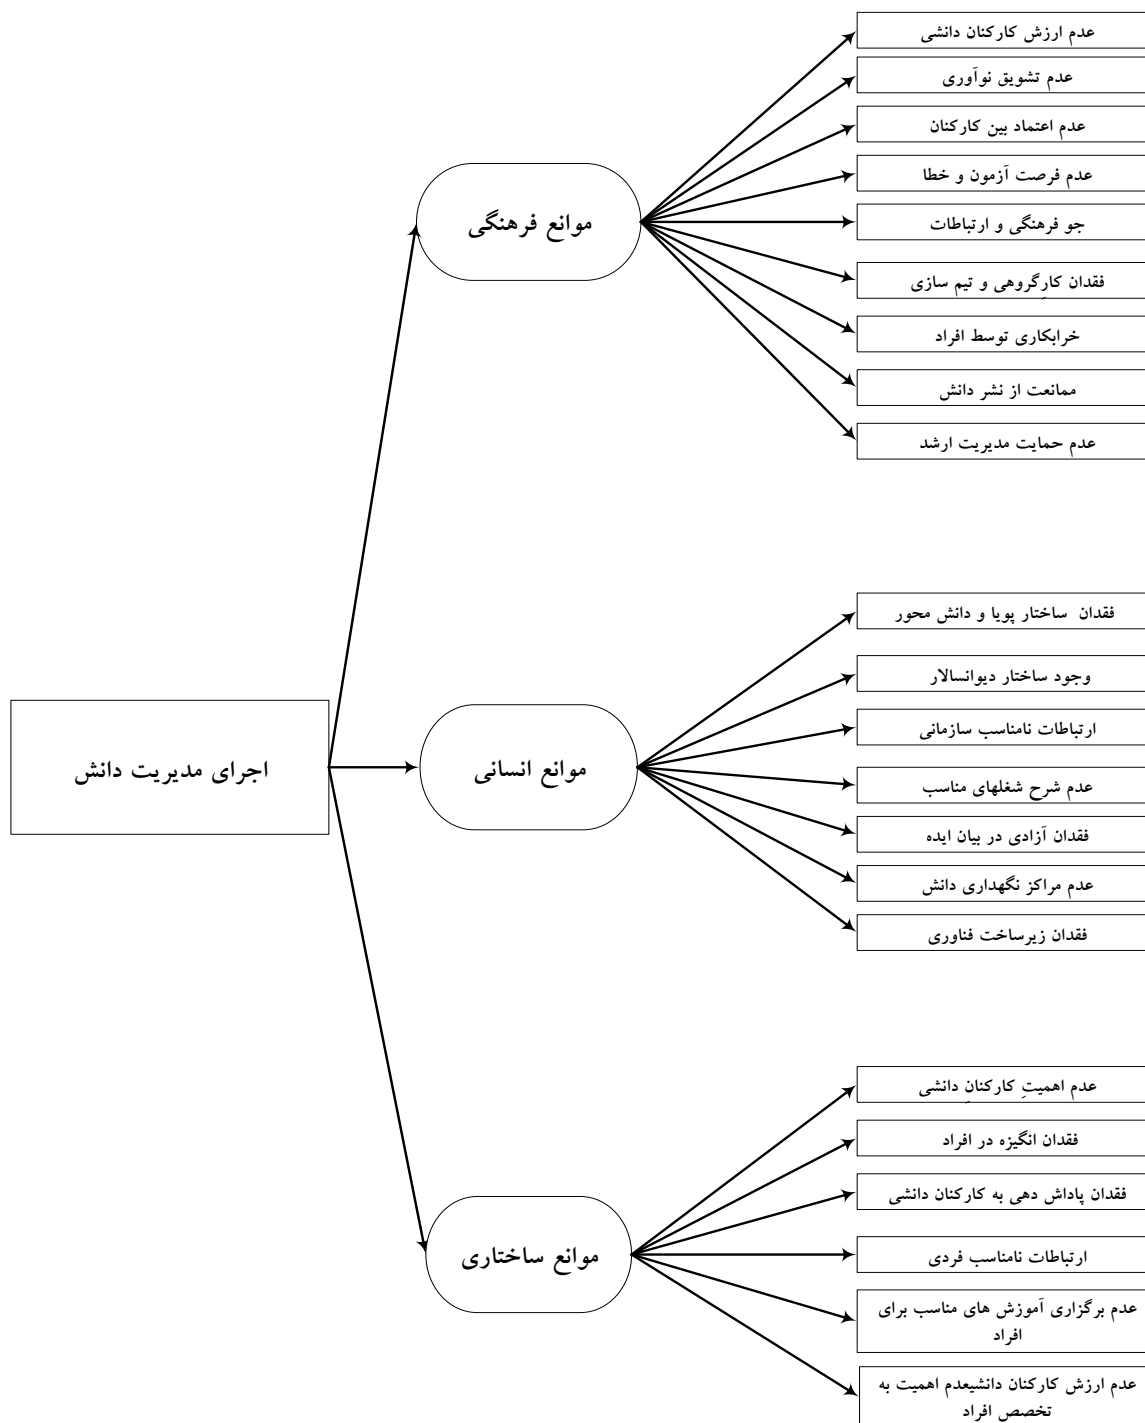 عدم ارزش کارکنان دانشی
عدم تشویق نوآوری
عدم اعتماد بین کارکنان
عدم فرصت آزمون و خطا
موانع فرهنگی
جو فرهنگی و ارتباطات
فقدان کارِگروهی و تیم سازی
خرابکاری توسط افراد
ممانعت از نشر دانش
عدم حمایت مدیریت ارشد
فقدان ساختار پویا و دانش محور
وجود ساختار دیوانسالار
ارتباطات نامناسب سازمانی
اجرای مدیریت دانش
موانع انسانی
عدم شرح شغلهای مناسب
فقدان آزادی در بیان ایده
عدم مراکز نگهداری دانش
فقدان زیرساخت فناوری
عدم اهمیتِ کارکنانِ دانشی
فقدان انگیزه در افراد
فقدان پاداش دهی به کارکنان دانشی
موانع ساختاری
ارتباطات نامناسب فردی
عدم برگزاری آموزش های مناسب برای
افراد
عدم ارزش کارکنان دانشیعدم اهمیت به
تخصص افراد